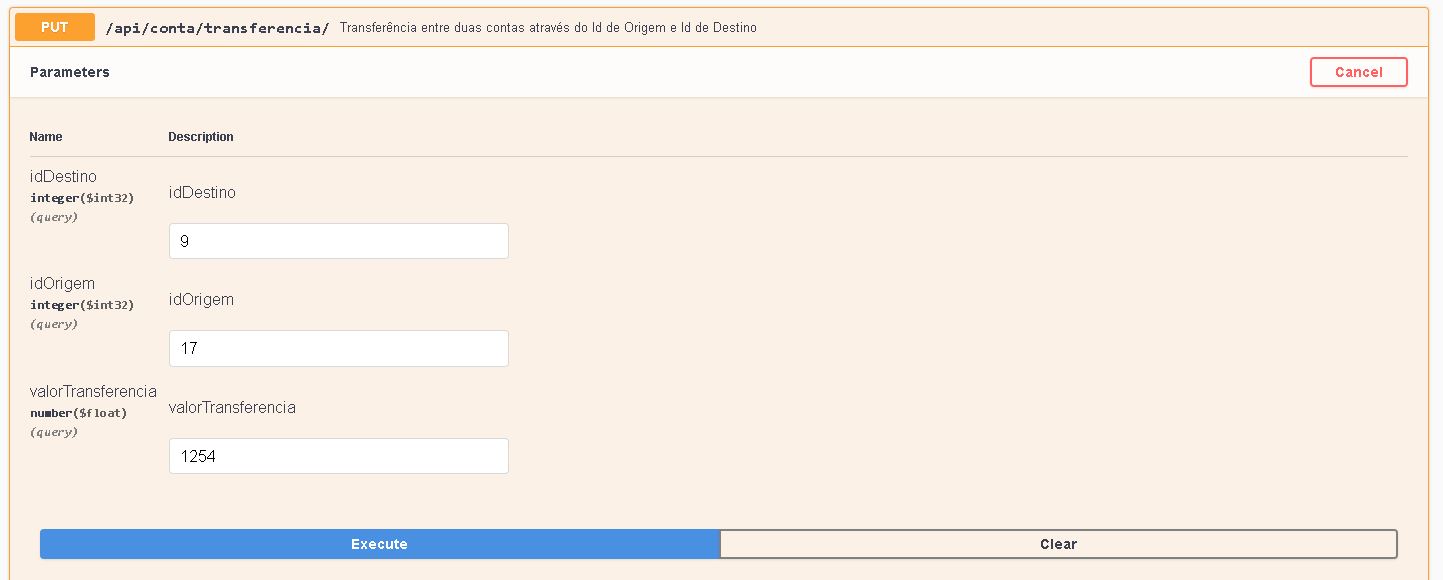 PUT /api/conta/transferencia/ Transferência entre duas contas através do Id de Origem e Id de Destino
Parameters Cancel
Name Description
idDestino
integer($int32)
(query)
idDestino
9
idOrigem
integer($int32)
(query)
idOrigem
17
valorTransferencia
number($float)
(query)
valorTransferencia
1254
Execute Clear